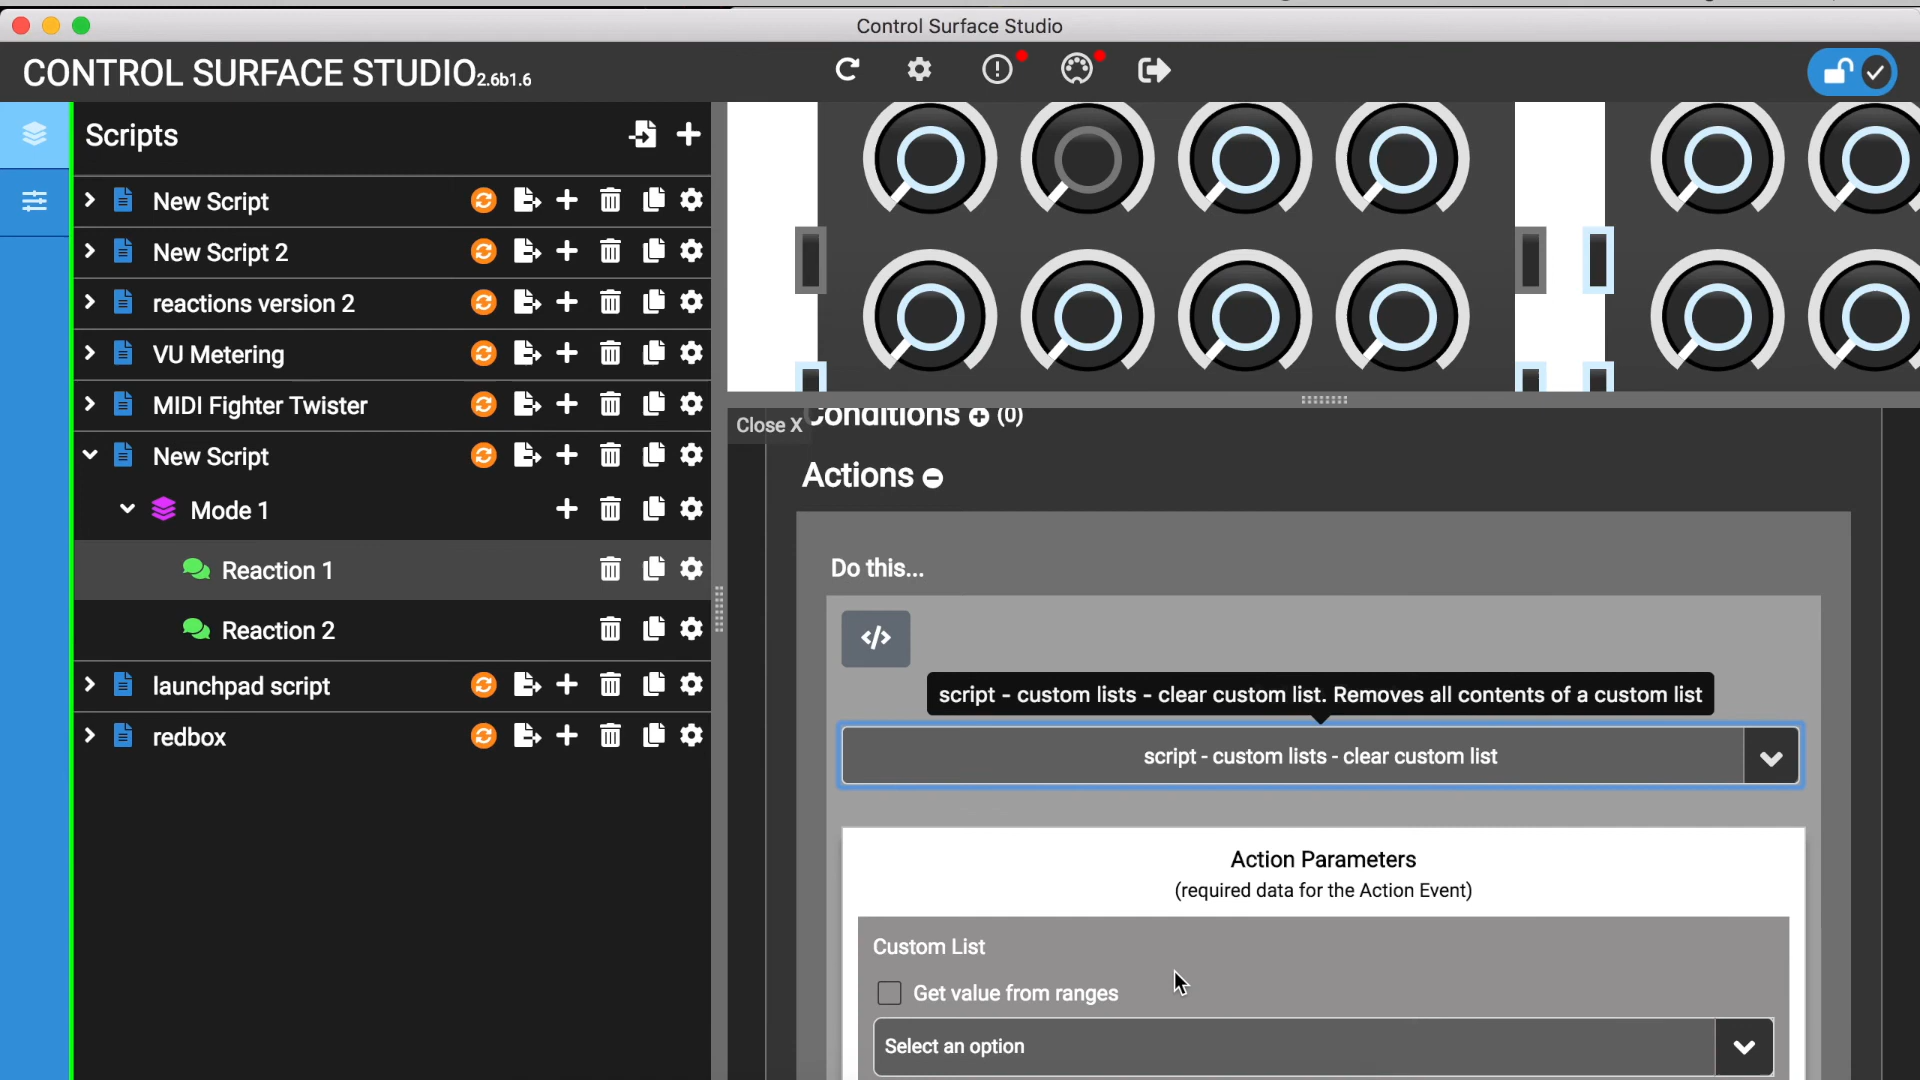 Control Surface Studio
CONTROL SURFACE STUDIO2.6b1.6
Scripts
New Script
New Script 2
reactions version 2
VU Metering
MIDI Fighter Twister
New Script
Mode 1
Reaction 1
Reaction 2
launchpad script
redbox
Close X
Conditions (0)
Actions
Do this...
</>
script - custom lists - clear custom list. Removes all contents of a custom list
script - custom lists - clear custom list
Action Parameters
(required data for the Action Event)
Custom List
Get value from ranges
Select an option